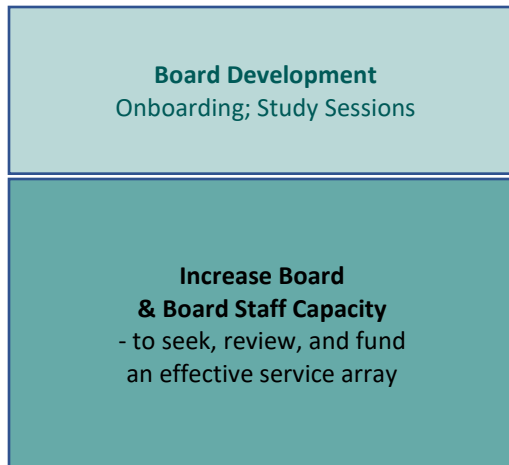 Board Development
Onboarding; Study Sessions
Increase Board
& Board Staff Capacity
- to seek, review, and fund
an effective service array